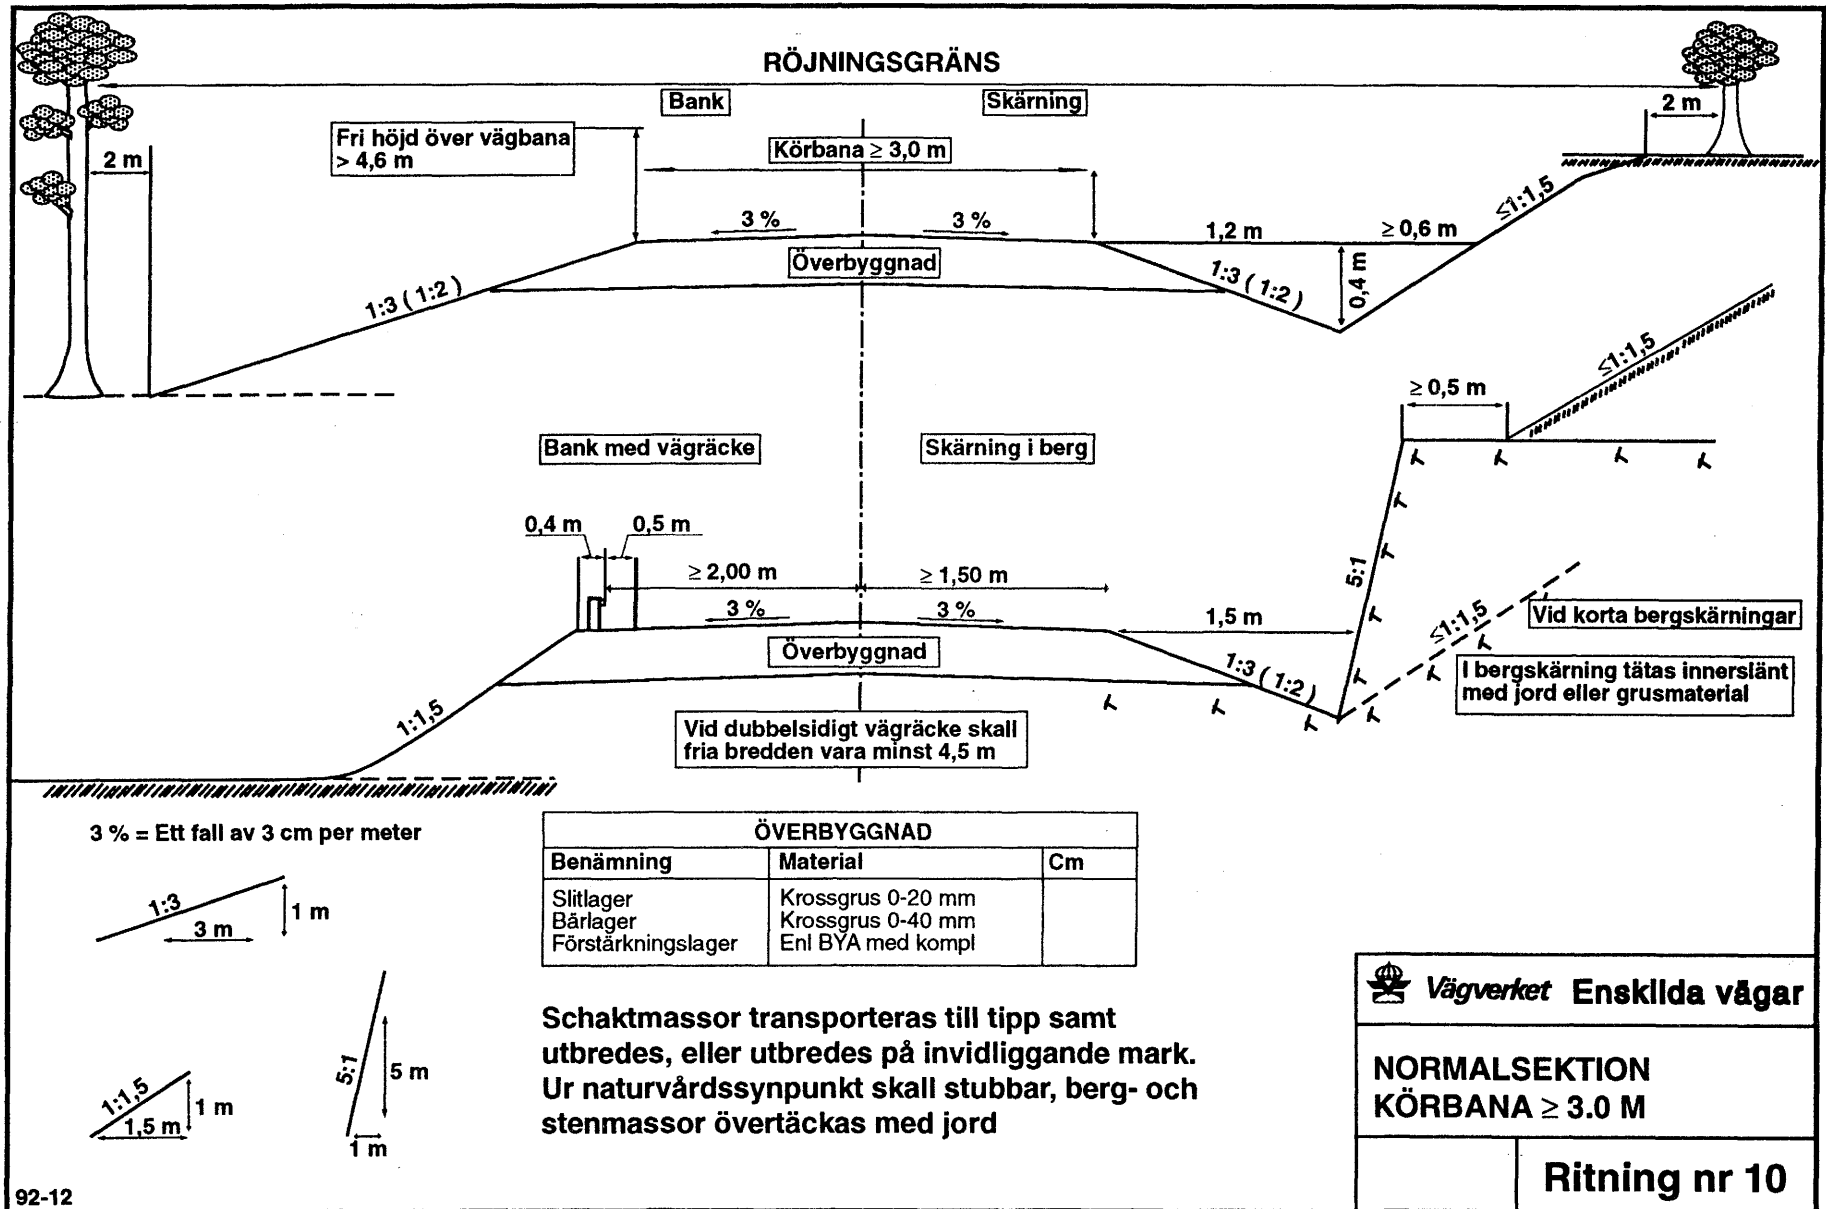 RÖJNINGSGRÄNS
Bank
Skärning
2 m
Fri höjd över vägbana
> 4,6 m
Körbana ≥ 3,0 m
2 m
3 %
3 %
1,2 m
≥ 0,6 m
≤1:1,5
Överbyggnad
1:3 ( 1:2 )
1:3 ( 1:2 )
0,4 m
≤1:1,5
≥ 0,5 m
Bank med vägräcke
Skärning i berg
0,4 m
0,5 m
≥ 2,00 m
≥ 1,50 m
5:1
3 %
3 %
1,5 m
≤1:1,5
Vid korta bergskärningar
Överbyggnad
1:3 ( 1:2 )
I bergskärning tätas innerslänt
med jord eller grusmaterial
1:1,5
Vid dubbelsidigt vägräcke skall
fria bredden vara minst 4,5 m
3 % = Ett fall av 3 cm per meter
ÖVERBYGGNAD
Benämning Material Cm
Slitlager Krossgrus 0-20 mm
Bärlager Krossgrus 0-40 mm
Förstärkningslager Enl BYA med kompl
1:3
3 m
1 m
5:1
5 m
1 m
1:1,5
1,5 m
1 m
Schaktmassor transporteras till tipp samt
utbredes, eller utbredes på invidliggande mark.
Ur naturvårdssynpunkt skall stubbar, berg- och
stenmassor övertäckas med jord
Vägverket Enskilda vägar
NORMALSEKTION
KÖRBANA ≥ 3.0 M
Ritning nr 10
92-12